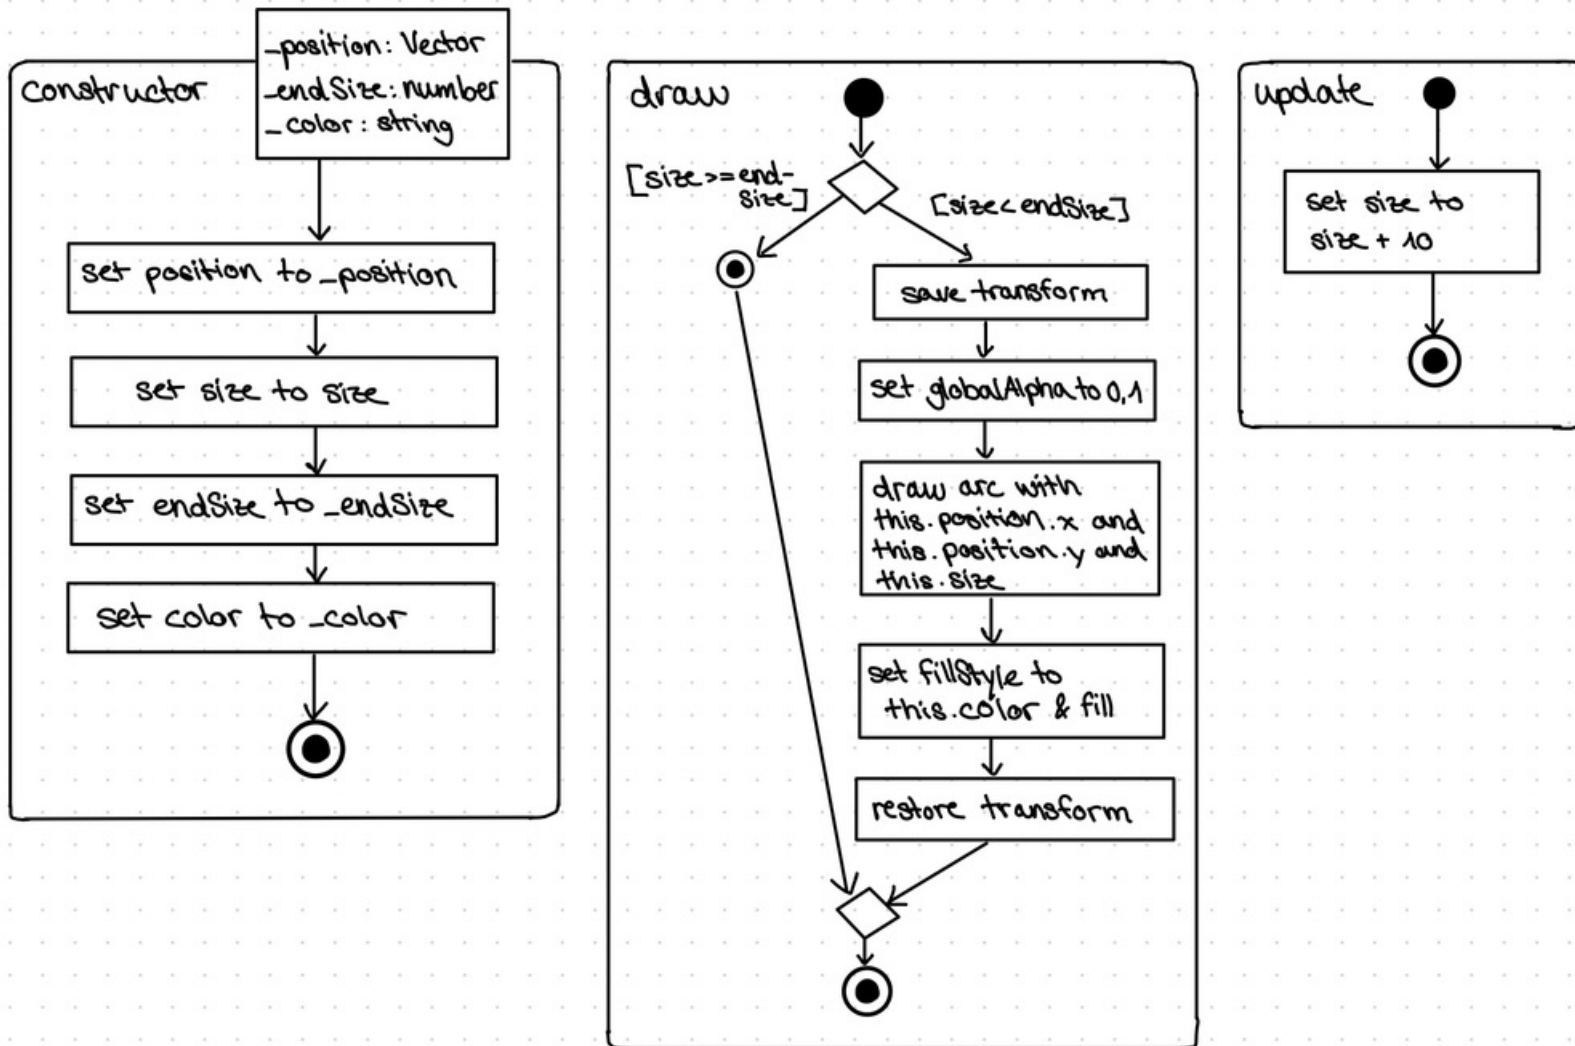 constructor
_position: Vector
_endSize: number
_color: string
set position to _position
set size to size
set endSize to _endSize
set color to _color
draw
[size>=end-
size]
[size<endSize]
save transform
set globalAlpha to 0,1
draw arc with
this.position.x and
this.position.y and
this.size
set fillStyle to
this.color & fill
restore transform
update
set size to
size + 10